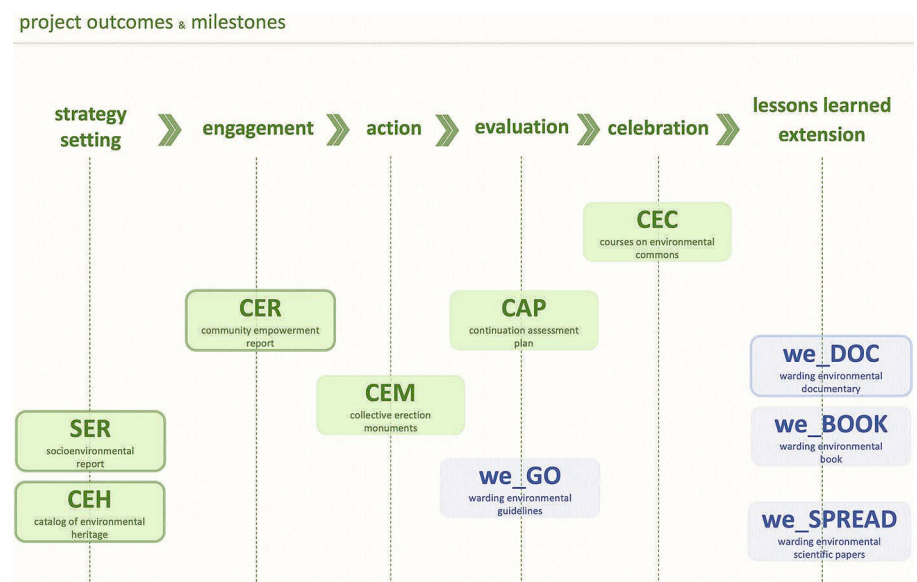 project outcomes & milestones
strategy
setting
engagement
action
evaluation
celebration
lessons learned
extension
CEC
courses on environmental
commons
CER
community empowerment
report
CAP
continuation assessment
plan
we_DOC
warding environmental
documentary
CEM
collective erection
monuments
SER
socioenvironmental
report
we_BOOK
warding environmental
book
we_GO
warding environmental
guidelines
CEH
catalog of environmental
heritage
we_SPREAD
warding environmental
scientific papers